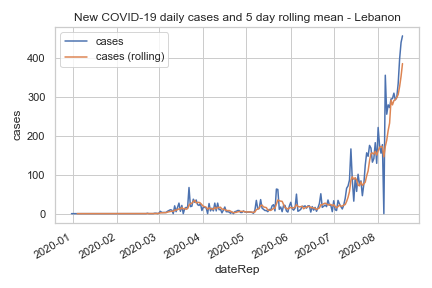 New COVID-19 daily cases and 5 day rolling mean - Lebanon
cases
cases (rolling)
400
300
200
100
0
cases
2020-01
2020-02
2020-03
2020-04
2020-05
2020-06
2020-07
2020-08
dateRep